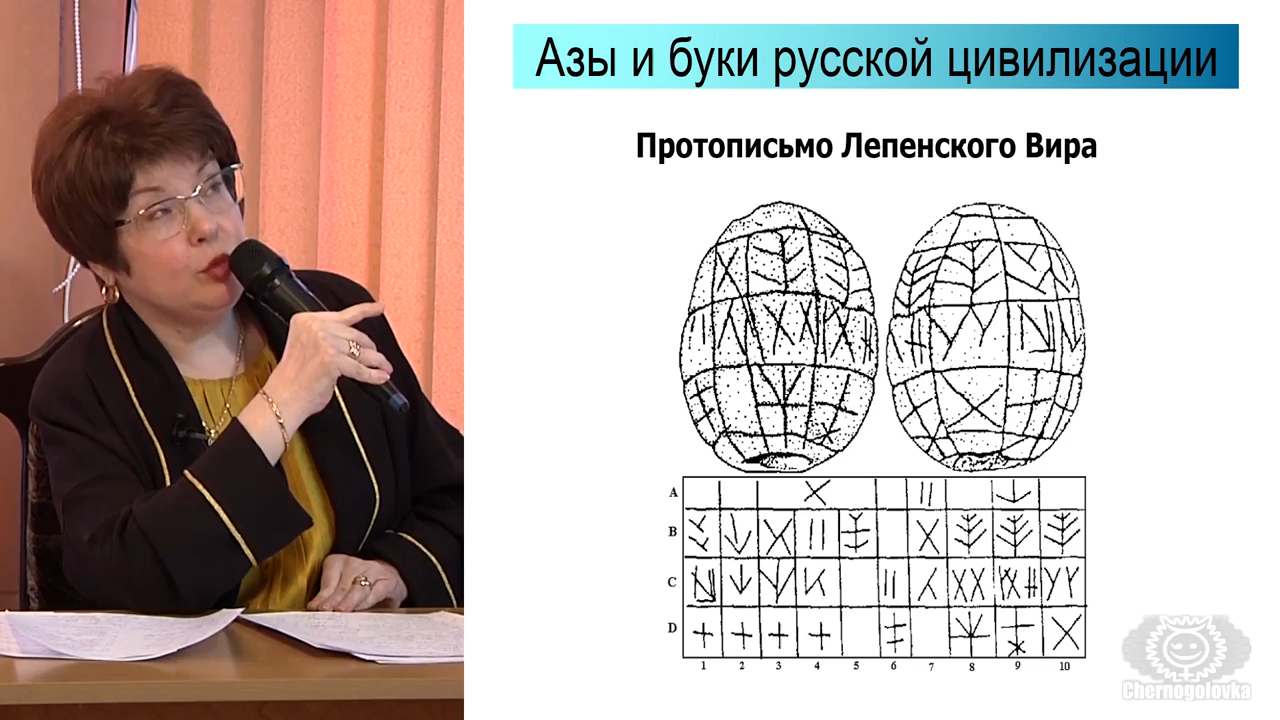 Азы и буки русской цивилизации
Протописьмо Лепенского Вира
A
B
C
D
1 2 3 4 5 6 7 8 9 10
Chernogolovka